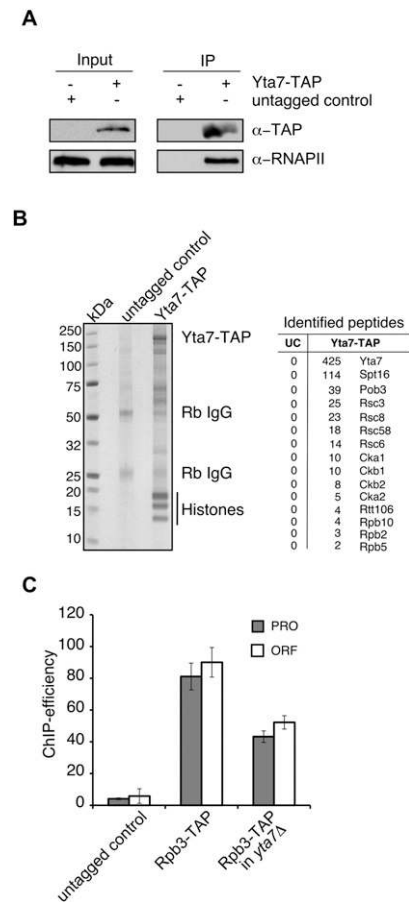 A
Input IP
- + - + Yta7-TAP
+ - + - untagged control
α-TAP
α-RNAPII
B
kDa
untagged control
Yta7-TAP
250
150
100
75
50
32
25
20
15
10
Yta7-TAP
Rb IgG
Rb IgG
Histones
Identified peptides
UC Yta7-TAP
0 425 Yta7
0 114 Spt16
0 39 Pob3
0 25 Rsc3
0 23 Rsc8
0 18 Rsc58
0 14 Rsc6
0 10 Cka1
0 10 Ckb1
0 8 Ckb2
0 5 Cka2
0 4 Rtt106
0 4 Rpb10
0 3 Rpb2
0 2 Rpb5
C
ChIP-efficiency
120
100
80
60
40
20
0
PRO
ORF
untagged control
Rpb3-TAP
Rpb3-TAP
in yta7Δ